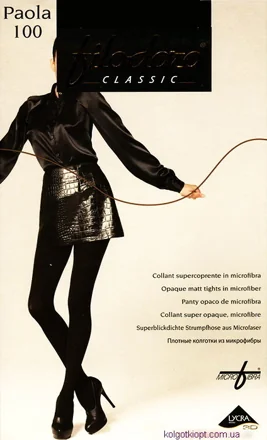 Paola
100
filodoro
CLASSIC
Collant supercoprente in microfibra
Opaque matt tights in microfiber
Panty opaco de microfibra
Collant super opaque, microfibre
Superblickdichte Strumpfhose aus Microfaser
Плотные колготки из микрофибры
MICROFIBRA
LYCRA
3D
kolgotkiopt.com.ua